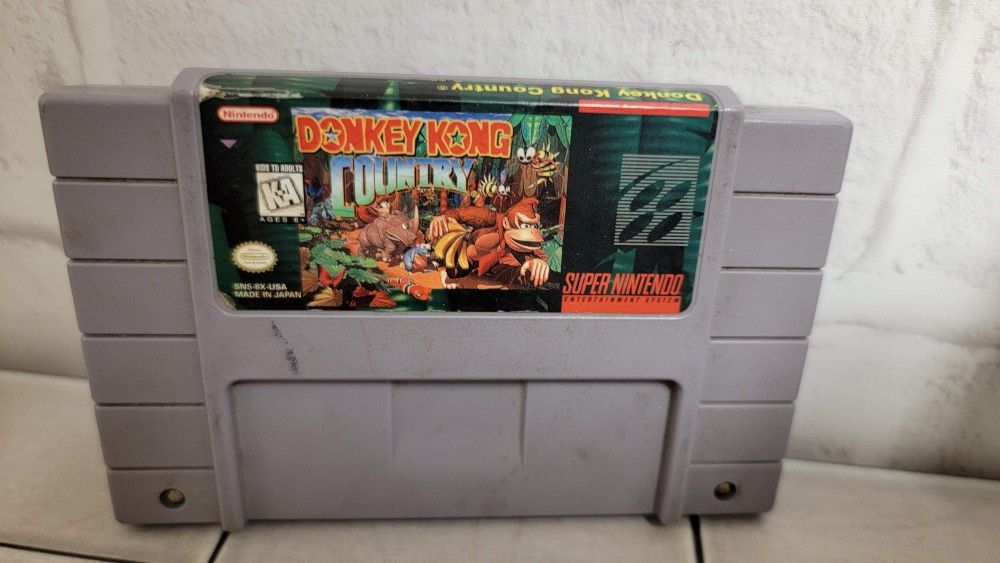 Donkey Kong Country®
Nintendo
DONKEY KONG
COUNTRY
KIDS TO ADULTS
K-A
AGES 6+
Nintendo
SNS-8X-USA
MADE IN JAPAN
SUPER NINTENDO
ENTERTAINMENT SYSTEM